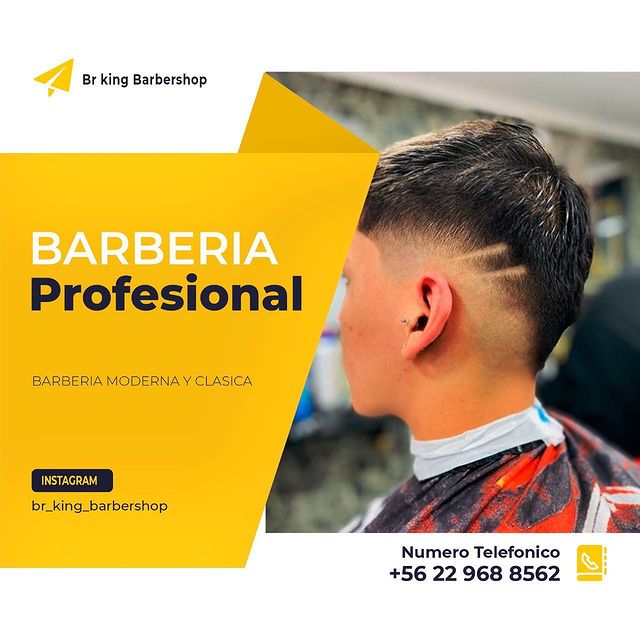 Br king Barbershop
BARBERIA
Profesional
BARBERIA MODERNA Y CLASICA
INSTAGRAM
br_king_barbershop
Numero Telefonico
+56 22 968 8562